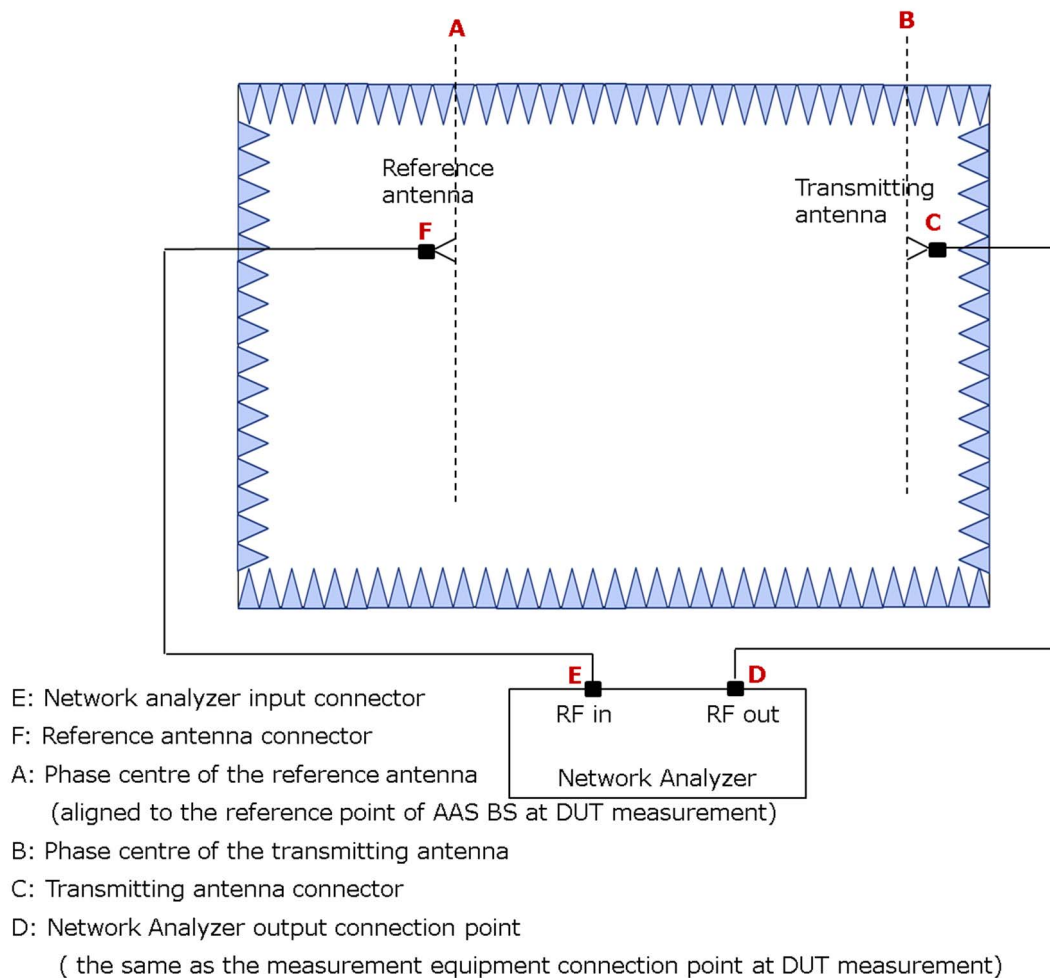 A
B
Reference
antenna
Transmitting
antenna
F
C
E
D
RF in
RF out
Network Analyzer
E: Network analyzer input connector
F: Reference antenna connector
A: Phase centre of the reference antenna
(aligned to the reference point of AAS BS at DUT measurement)
B: Phase centre of the transmitting antenna
C: Transmitting antenna connector
D: Network Analyzer output connection point
( the same as the measurement equipment connection point at DUT measurement)